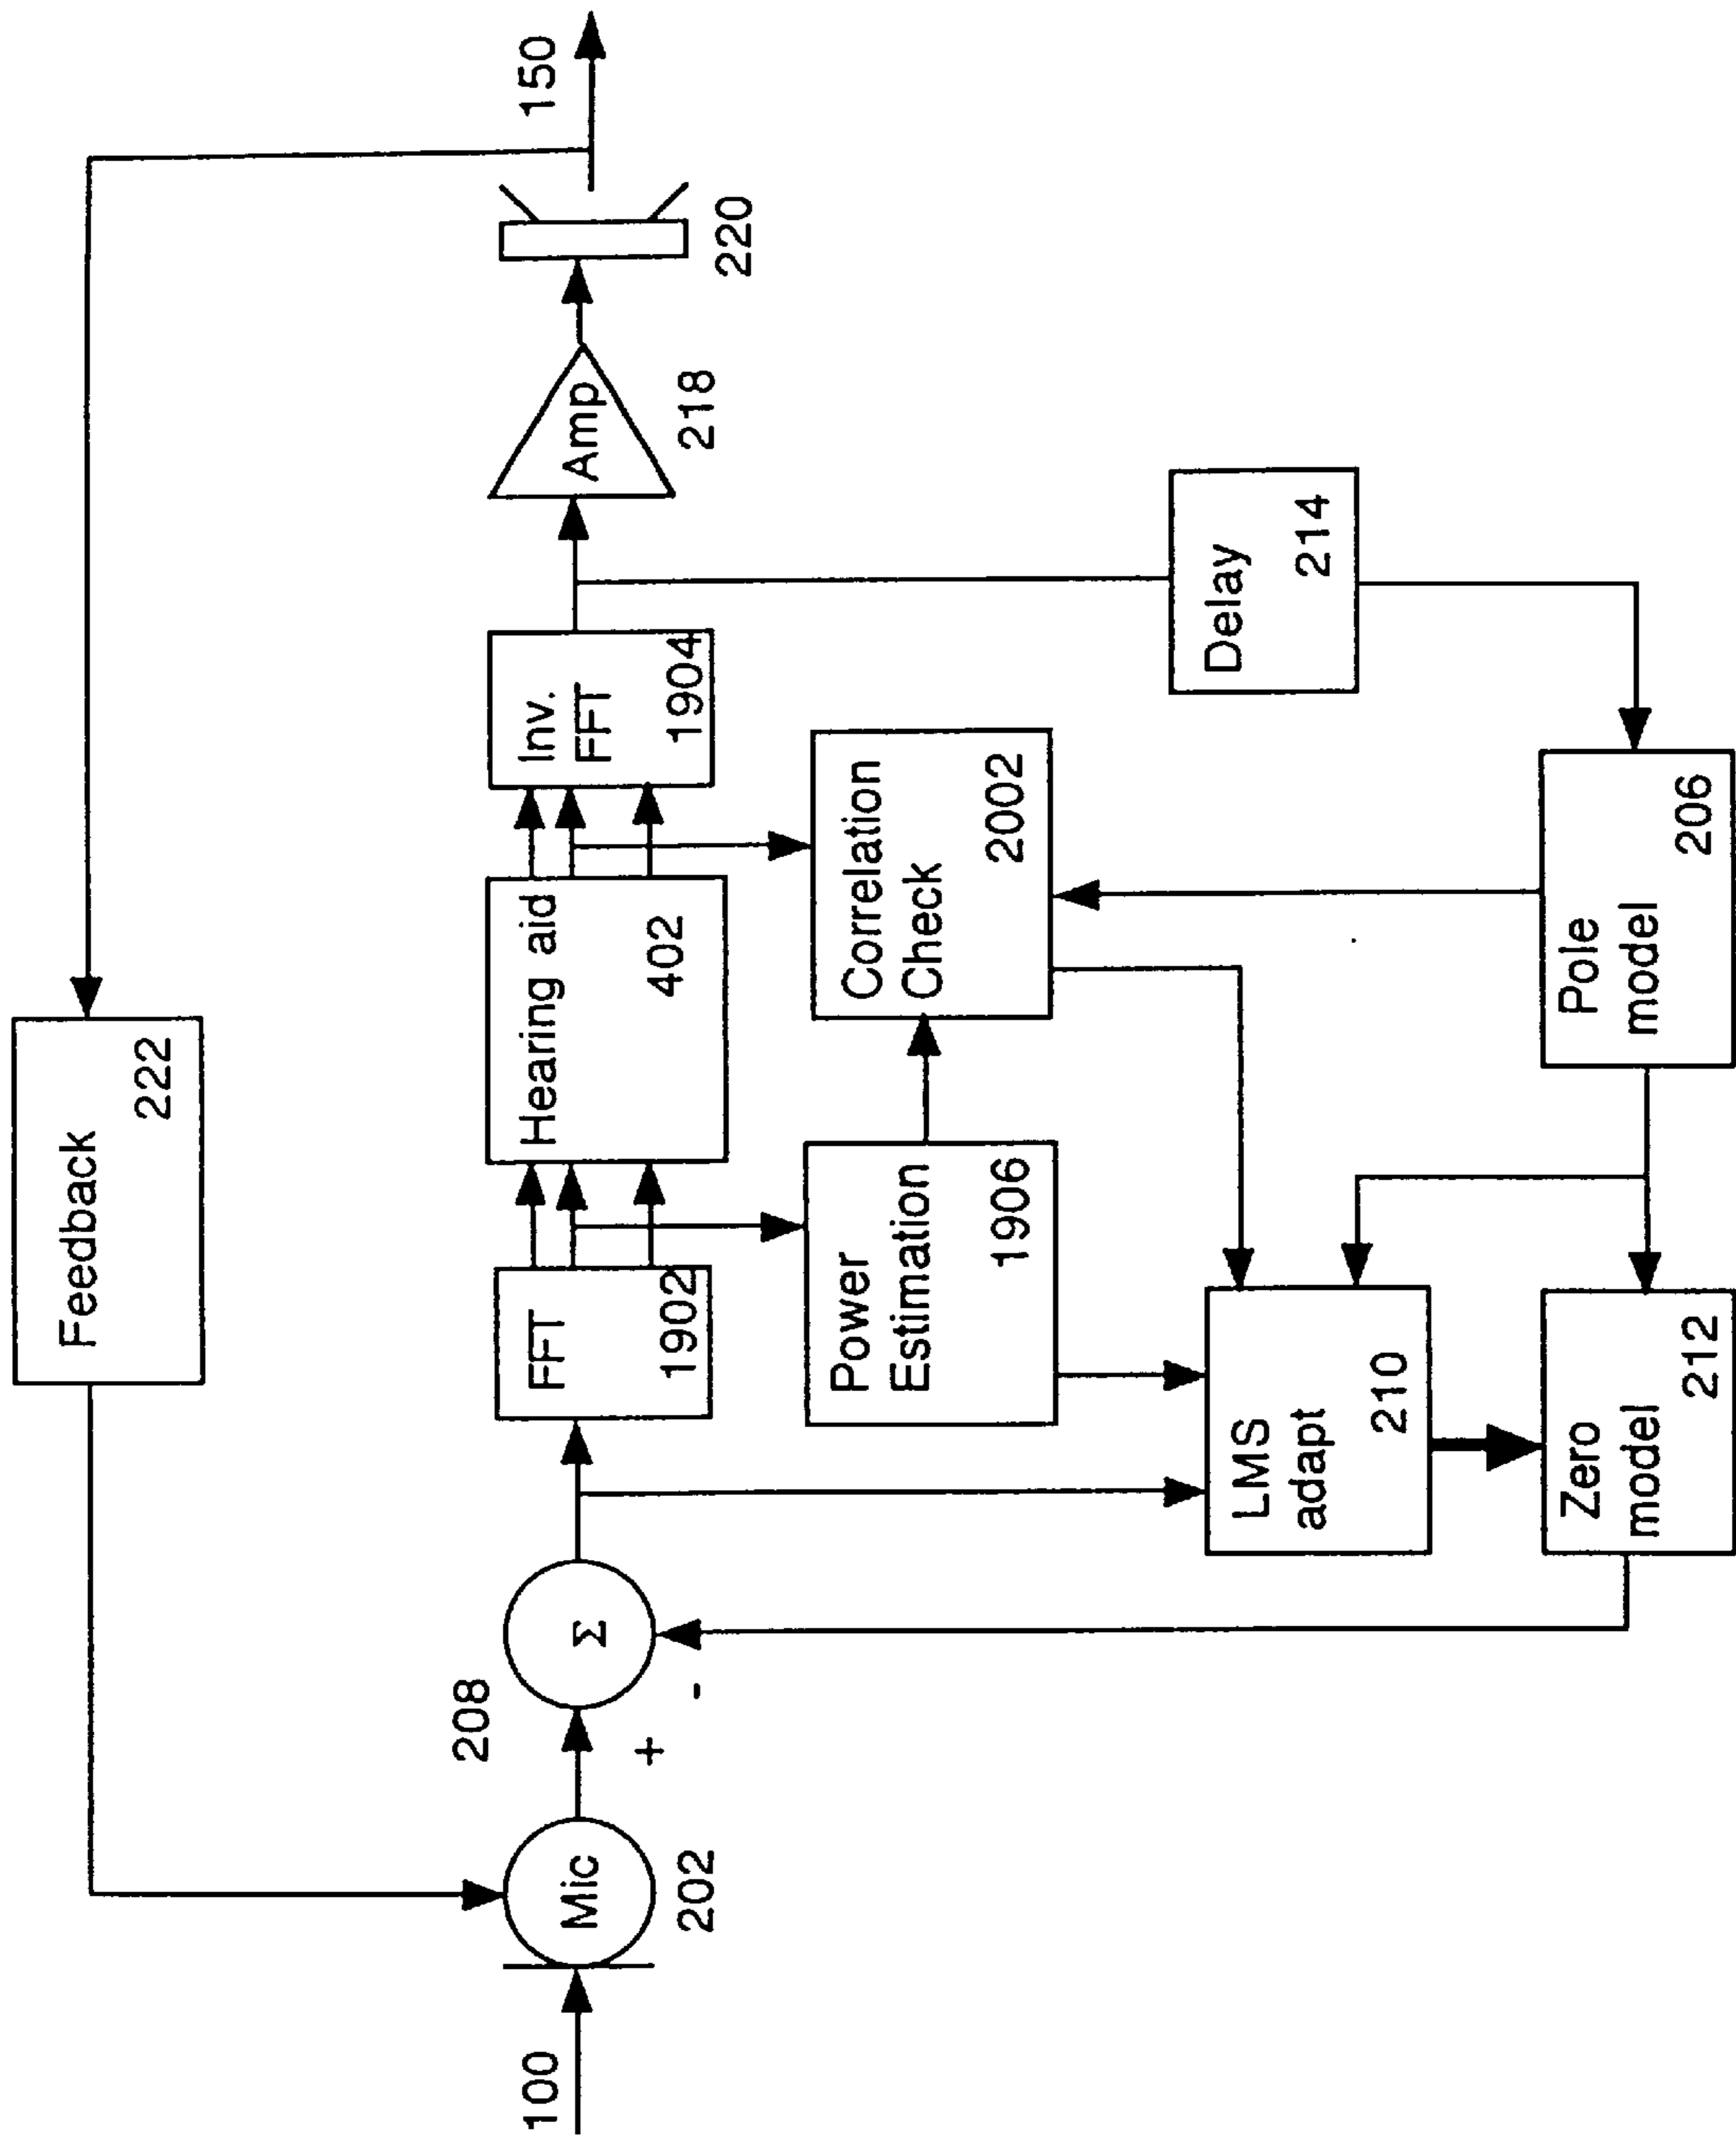 Feedback
222
150
100
Mic
202
208
+
-
Σ
FFT
1902
Hearing aid
402
Inv.
FFT
1904
Amp
218
220
Power
Estimation
1906
Correlation
Check
2002
Delay
214
LMS
adapt
210
Zero
model
212
Pole
model
206